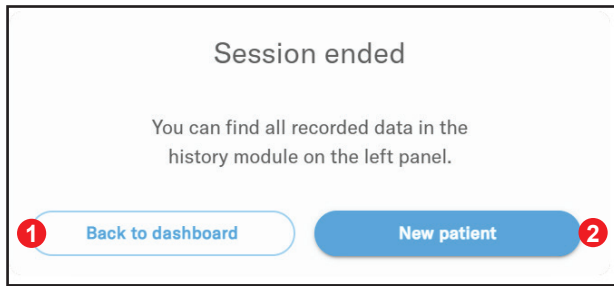 Session ended
You can find all recorded data in the
history module on the left panel.
1 Back to dashboard New patient 2